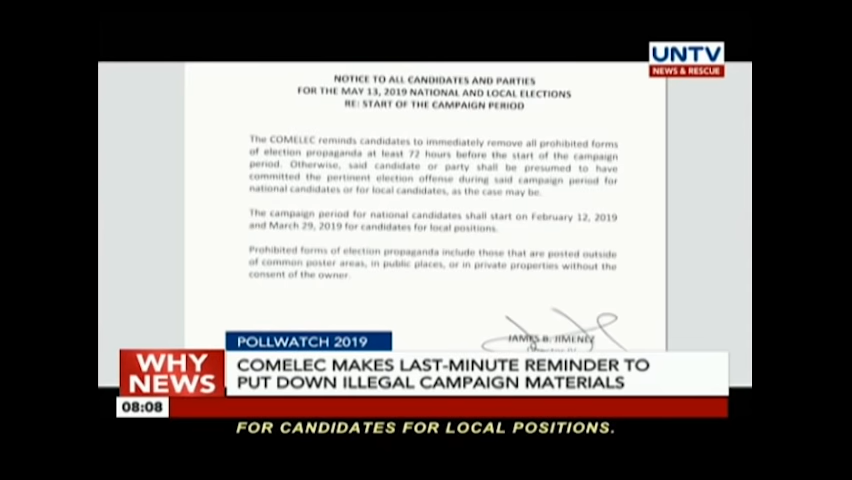 UNTV
NEWS & RESCUE
NOTICE TO ALL CANDIDATES AND PARTIES
FOR THE MAY 13, 2019 NATIONAL AND LOCAL ELECTIONS
RE: START OF THE CAMPAIGN PERIOD
The COMELEC reminds candidates to immediately remove all prohibited forms
of election propaganda at least 72 hours before the start of the campaign
period. Otherwise, said candidate or party shall be presumed to have
committed the pertinent election offense during said campaign period for
national candidates or for local candidates, as the case may be.
The campaign period for national candidates shall start on February 12, 2019
and March 29, 2019 for candidates for local positions.
Prohibited forms of election propaganda include those that are posted outside
of common poster areas, in public places, or in private properties without the
consent of the owner.
JAMES B. JIMENEZ
POLLWATCH 2019
WHY
NEWS
COMELEC MAKES LAST-MINUTE REMINDER TO
PUT DOWN ILLEGAL CAMPAIGN MATERIALS
08:08
FOR CANDIDATES FOR LOCAL POSITIONS.